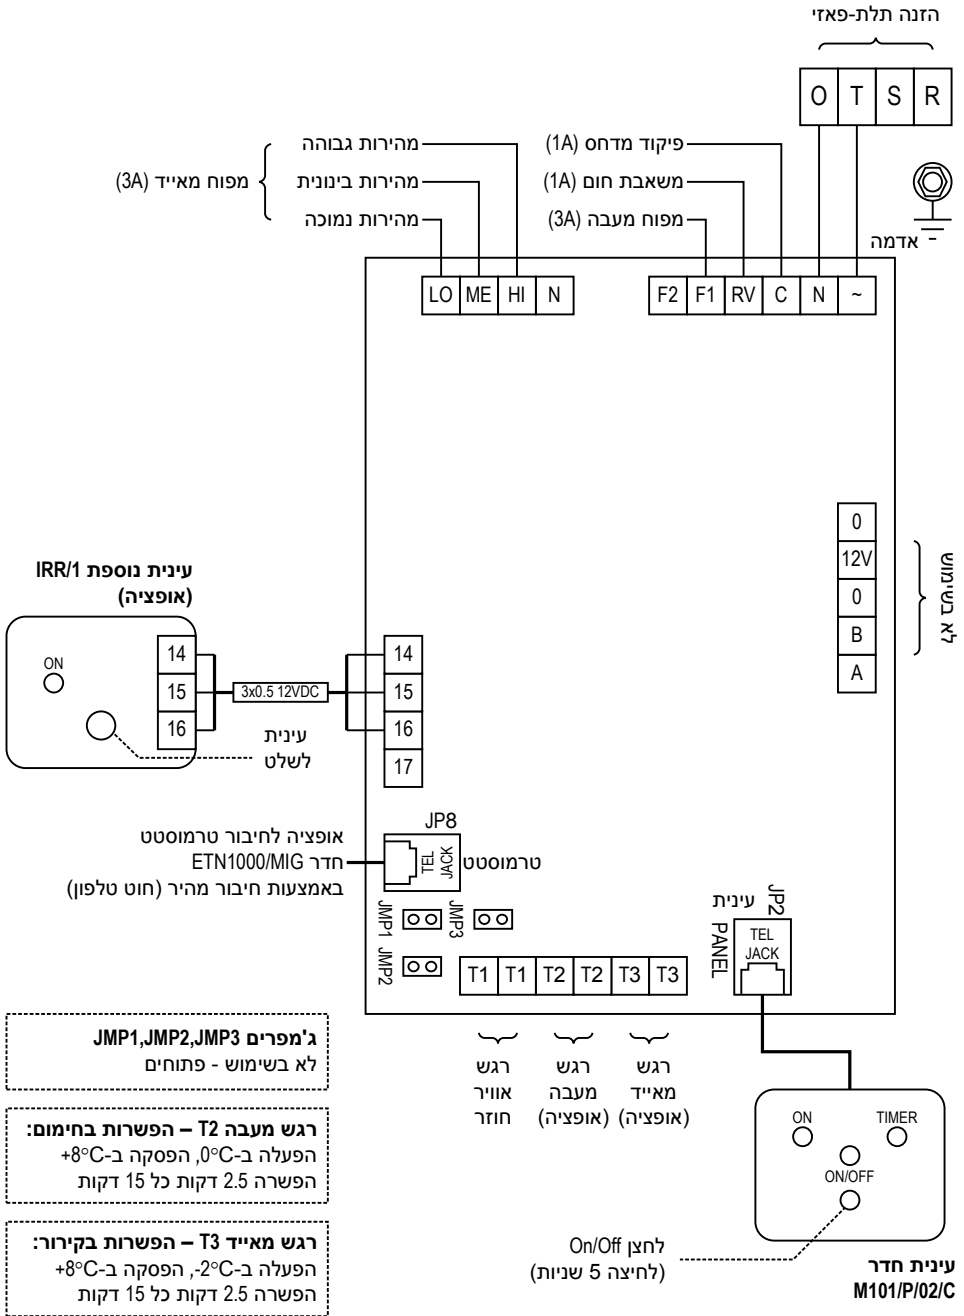 הזנה תלת-פאזי
O T S R
מהירות גבוהה
מהירות בינונית
מהירות נמוכה
מפוח מאייד (3A)
פיקוד מדחס (1A)
משאבת חום (1A)
מפוח מעבה (3A)
אדמה
LO ME HI N
F2 F1 RV C N ~
0
12V
0
B
A
לא בשימוש
עינית נוספת IRR/1
(אופציה)
ON
14
15
16
3x0.5 12VDC
עינית
לשלט
14
15
16
17
JP8
TEL
JACK
טרמוסטט
אופציה לחיבור טרמוסטט
חדר ETN1000/MIG
באמצעות חיבור מהיר (חוט טלפון)
JMP1
JMP3
JMP2
T1 T1 T2 T2 T3 T3
JP2
עינית
PANEL
TEL
JACK
רגש
אוויר
חוזר
רגש
מעבה
(אופציה)
רגש
מאייד
(אופציה)
ג'מפרים JMP1,JMP2,JMP3
לא בשימוש - פתוחים
רגש מעבה T2 – הפשרות בחימום:
הפעלה ב-0°C, הפסקה ב-8°C+
הפשרה 2.5 דקות כל 15 דקות
רגש מאייד T3 – הפשרות בקירור:
הפעלה ב-2°C-, הפסקה ב-8°C+
הפשרה 2.5 דקות כל 15 דקות
ON
TIMER
ON/OFF
לחצן On/Off
(לחיצה 5 שניות)
עינית חדר
M101/P/02/C